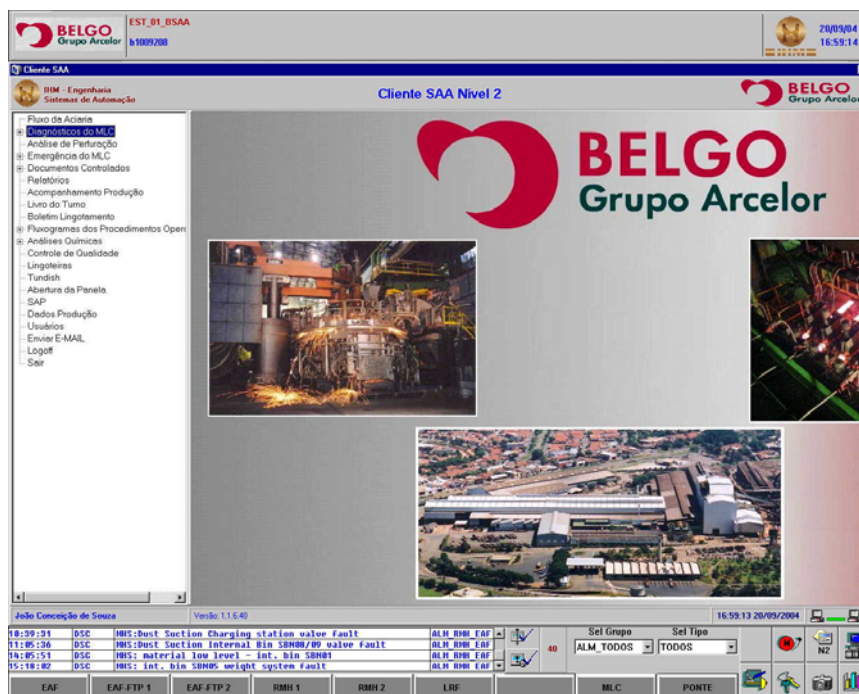 BELGO
Grupo Arcelor
EST_01_BSAA
b1009208
IHM
20/09/04
16:59:14
Cliente SAA
IHM - Engenharia
Sistemas de Automação
Cliente SAA Nível 2
BELGO
Grupo Arcelor
Fluxo da Aciaria
Diagnósticos do MLC
Análise de Perfuração
Emergência do MLC
Documentos Controlados
Relatórios
Acompanhamento Produção
Livro do Turno
Boletim Lingotamento
Fluxogramas dos Procedimentos Oper
Análises Químicas
Controle de Qualidade
Lingoteiras
Tundish
Abertura da Panela
SAP
Dados Produção
Usuários
Enviar E-MAIL
Logoff
Sair
BELGO
Grupo Arcelor
João Conceição de Souza
Versão: 1.1.6.40
16:59:13 20/09/2004
10:39:31 DSC MHS:Dust Suction Charging station valve fault ALM_RMH_EAF
11:05:36 DSC MHS:Dust Suction Internal Bin SBN08/09 valve fault ALM_RMH_EAF
14:05:51 DSC MHS: material low level - int. bin SBN01 ALM_RMH_EAF
15:18:02 DSC MHS: int. bin SBN05 weight system fault ALM_RMH_EAF
40
Sel Grupo
Sel Tipo
ALM_TODOS
TODOS
N2
EAF
EAF-FTP 1
EAF-FTP 2
RMH 1
RMH 2
LRF
MLC
PONTE